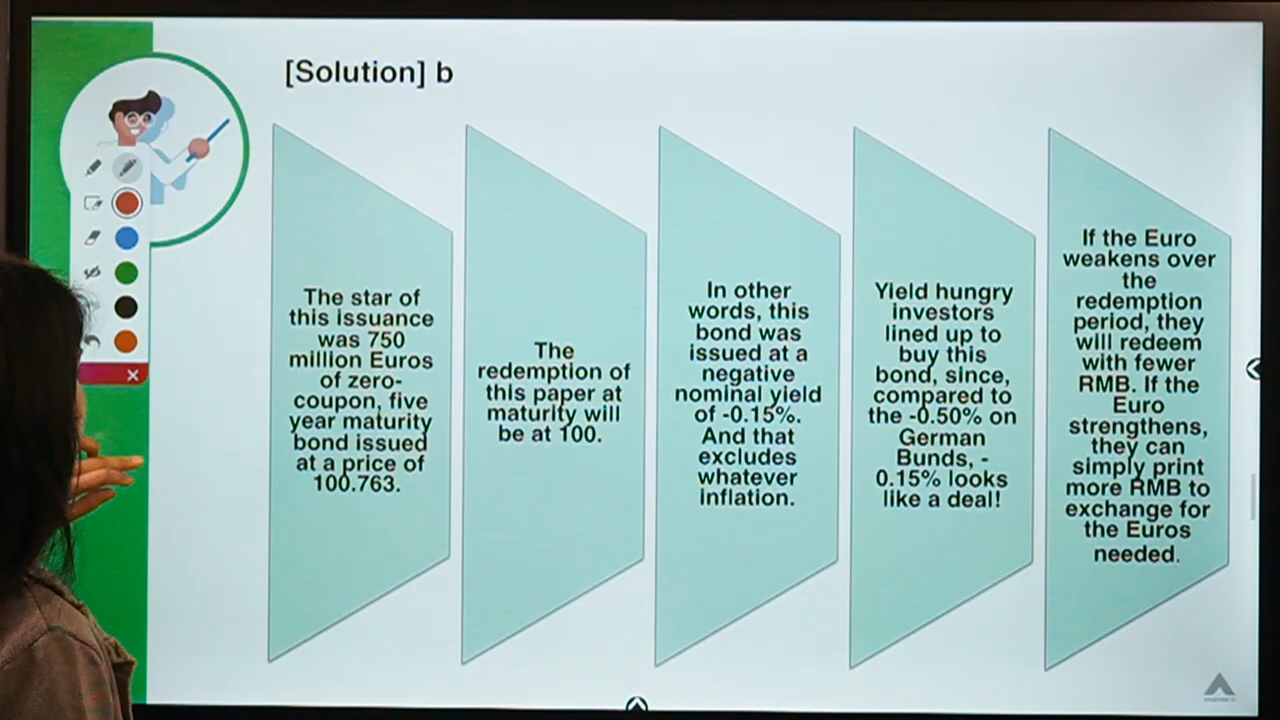 [Solution] b
The star of
this issuance
was 750
million Euros
of zero-
coupon, five
year maturity
bond issued
at a price of
100.763.
The
redemption of
this paper at
maturity will
be at 100.
In other
words, this
bond was
issued at a
negative
nominal yield
of -0.15%.
And that
excludes
whatever
inflation.
Yield hungry
investors
lined up to
buy this
bond, since,
compared to
the -0.50% on
German
Bunds, -
0.15% looks
like a deal!
If the Euro
weakens over
the
redemption
period, they
will redeem
with fewer
RMB. If the
Euro
strengthens,
they can
simply print
more RMB to
exchange for
the Euros
needed.